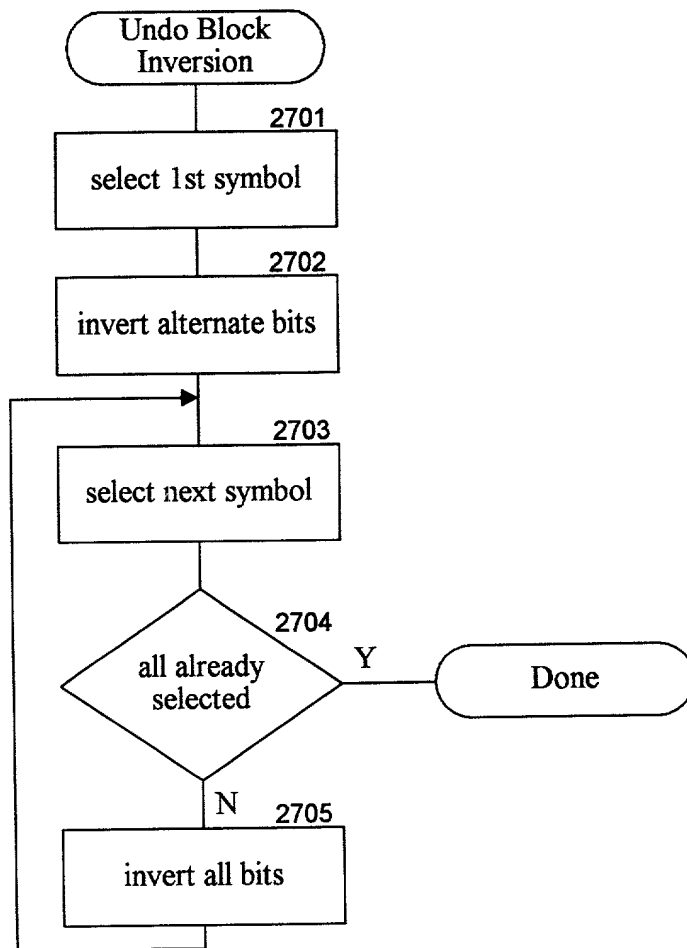 Undo Block
Inversion
2701
select 1st symbol
2702
invert alternate bits
2703
select next symbol
2704
all already
selected
Y
Done
N
2705
invert all bits